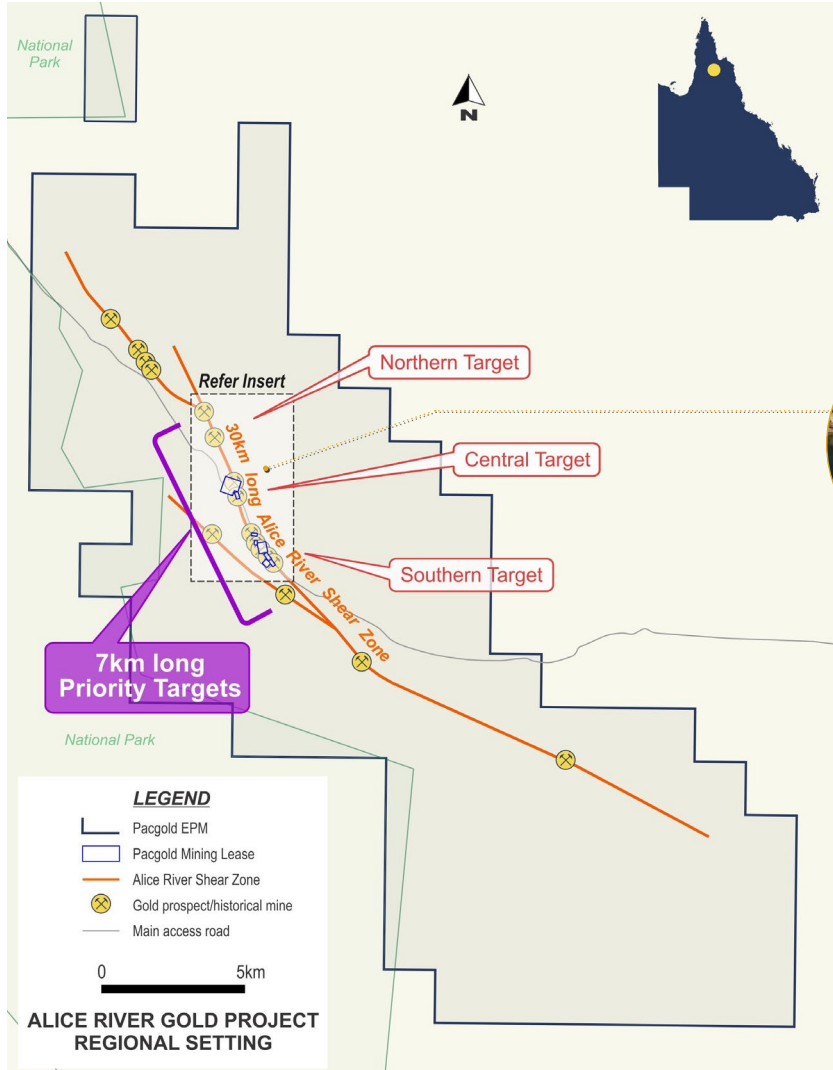 National
Park
N
Refer Insert
Northern Target
30km long Alice River Shear Zone
Central Target
Southern Target
7km long
Priority Targets
National Park
LEGEND
Pacgold EPM
Pacgold Mining Lease
Alice River Shear Zone
Gold prospect/historical mine
Main access road
0 5km
ALICE RIVER GOLD PROJECT
REGIONAL SETTING